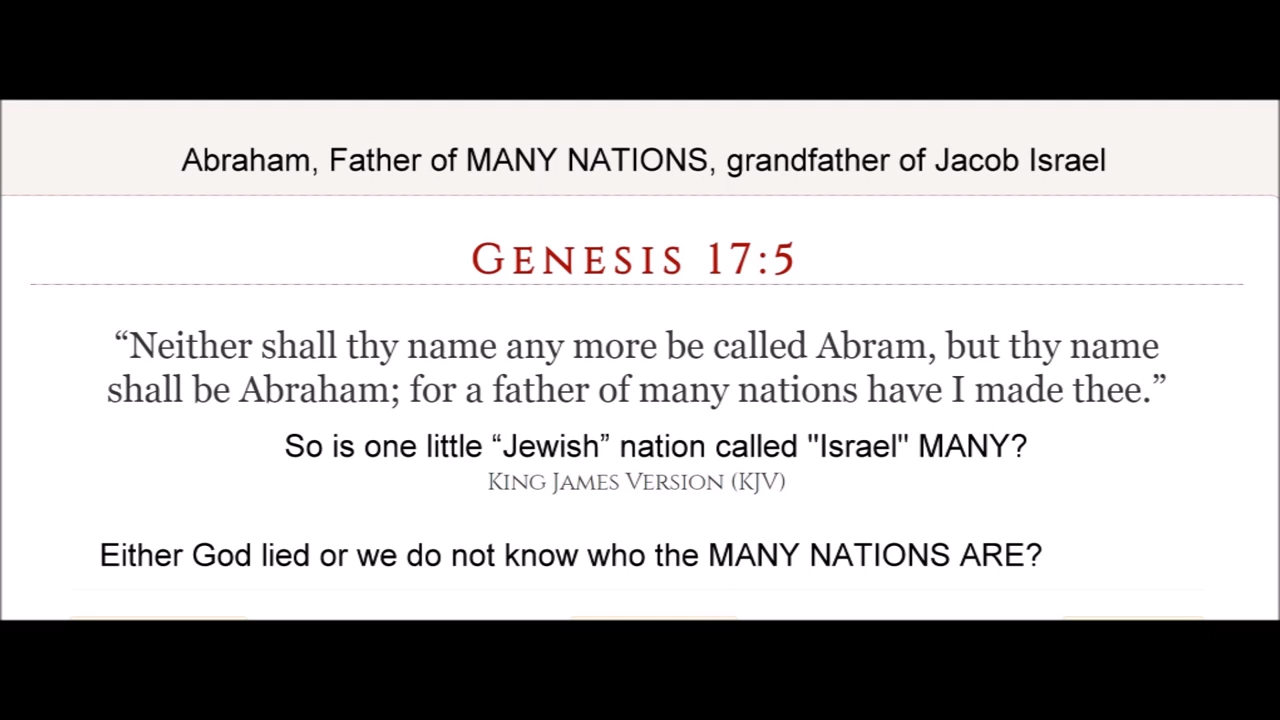 Abraham, Father of MANY NATIONS, grandfather of Jacob Israel
GENESIS 17:5
“Neither shall thy name any more be called Abram, but thy name
shall be Abraham; for a father of many nations have I made thee.”
So is one little “Jewish” nation called "Israel" MANY?
KING JAMES VERSION (KJV)
Either God lied or we do not know who the MANY NATIONS ARE?